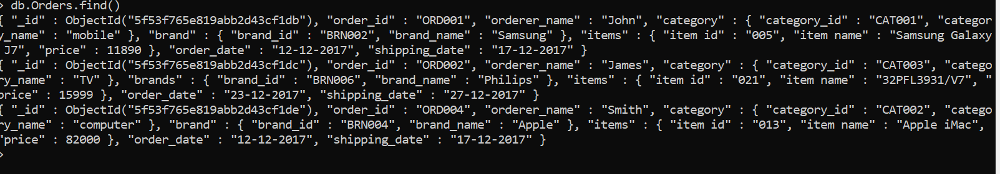 > db.Orders.find()
{ "_id" : ObjectId("5f53f765e819abb2d43cf1db"), "order_id" : "ORD001", "orderer_name" : "John", "category" : { "category_id" : "CAT001", "categor
y_name" : "mobile" }, "brand" : { "brand_id" : "BRN002", "brand_name" : "Samsung" }, "items" : { "item id" : "005", "item name" : "Samsung Galaxy
 J7", "price" : 11890 }, "order_date" : "12-12-2017", "shipping_date" : "17-12-2017" }
{ "_id" : ObjectId("5f53f765e819abb2d43cf1dc"), "order_id" : "ORD002", "orderer_name" : "James", "category" : { "category_id" : "CAT003", "catego
ry_name" : "TV" }, "brands" : { "brand_id" : "BRN006", "brand_name" : "Philips" }, "items" : { "item id" : "021", "item name" : "32PFL3931/V7", "
price" : 15999 }, "order_date" : "23-12-2017", "shipping_date" : "27-12-2017" }
{ "_id" : ObjectId("5f53f765e819abb2d43cf1de"), "order_id" : "ORD004", "orderer_name" : "Smith", "category" : { "category_id" : "CAT002", "catego
ry_name" : "computer" }, "brand" : { "brand_id" : "BRN004", "brand_name" : "Apple" }, "items" : { "item id" : "013", "item name" : "Apple iMac",
"price" : 82000 }, "order_date" : "12-12-2017", "shipping_date" : "17-12-2017" }
>